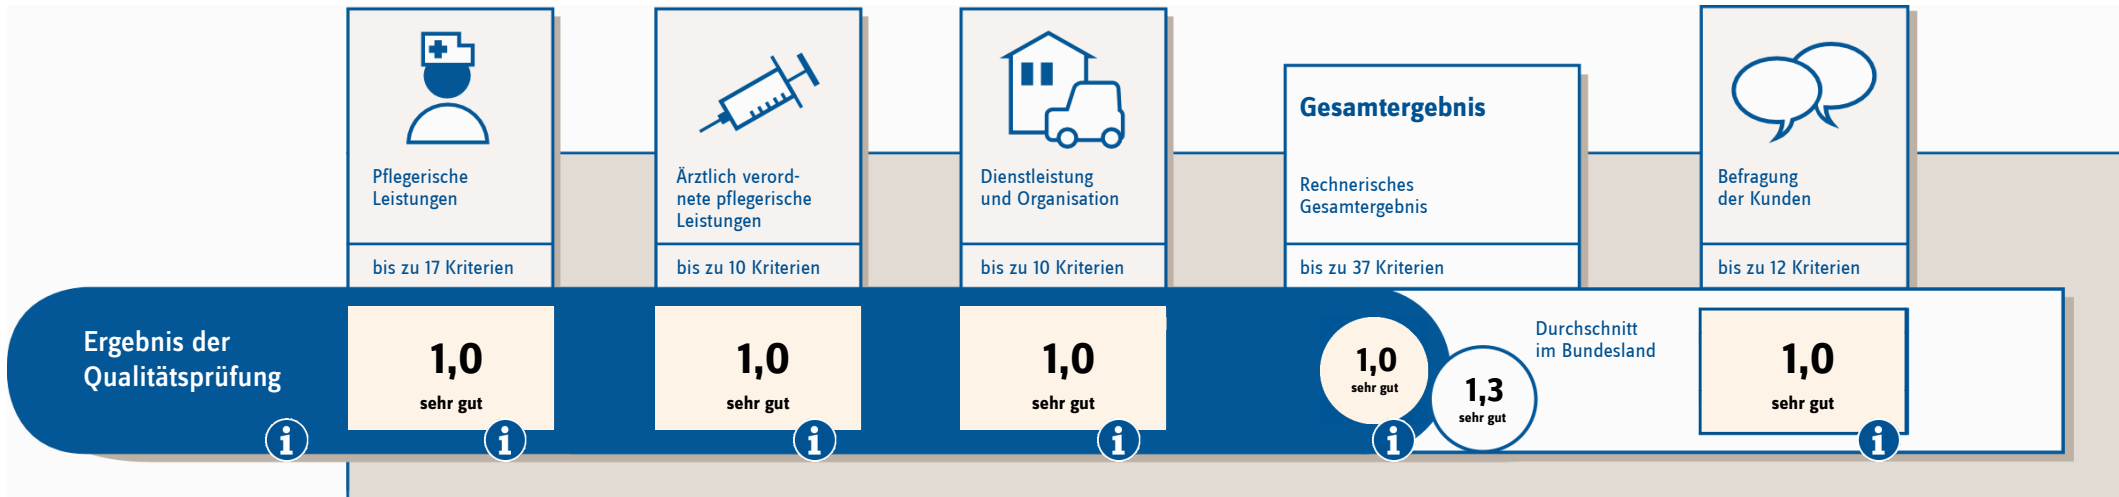 Pflegerische
Leistungen
bis zu 17 Kriterien
Ärztlich verord-
nete pflegerische
Leistungen
bis zu 10 Kriterien
Dienstleistung
und Organisation
bis zu 10 Kriterien
Gesamtergebnis
Rechnerisches
Gesamtergebnis
bis zu 37 Kriterien
Befragung
der Kunden
bis zu 12 Kriterien
Ergebnis der
Qualitätsprüfung
i
1,0
sehr gut
i
1,0
sehr gut
i
1,0
sehr gut
i
1,0
sehr gut
i
1,3
sehr gut
Durchschnitt
im Bundesland
1,0
sehr gut
i